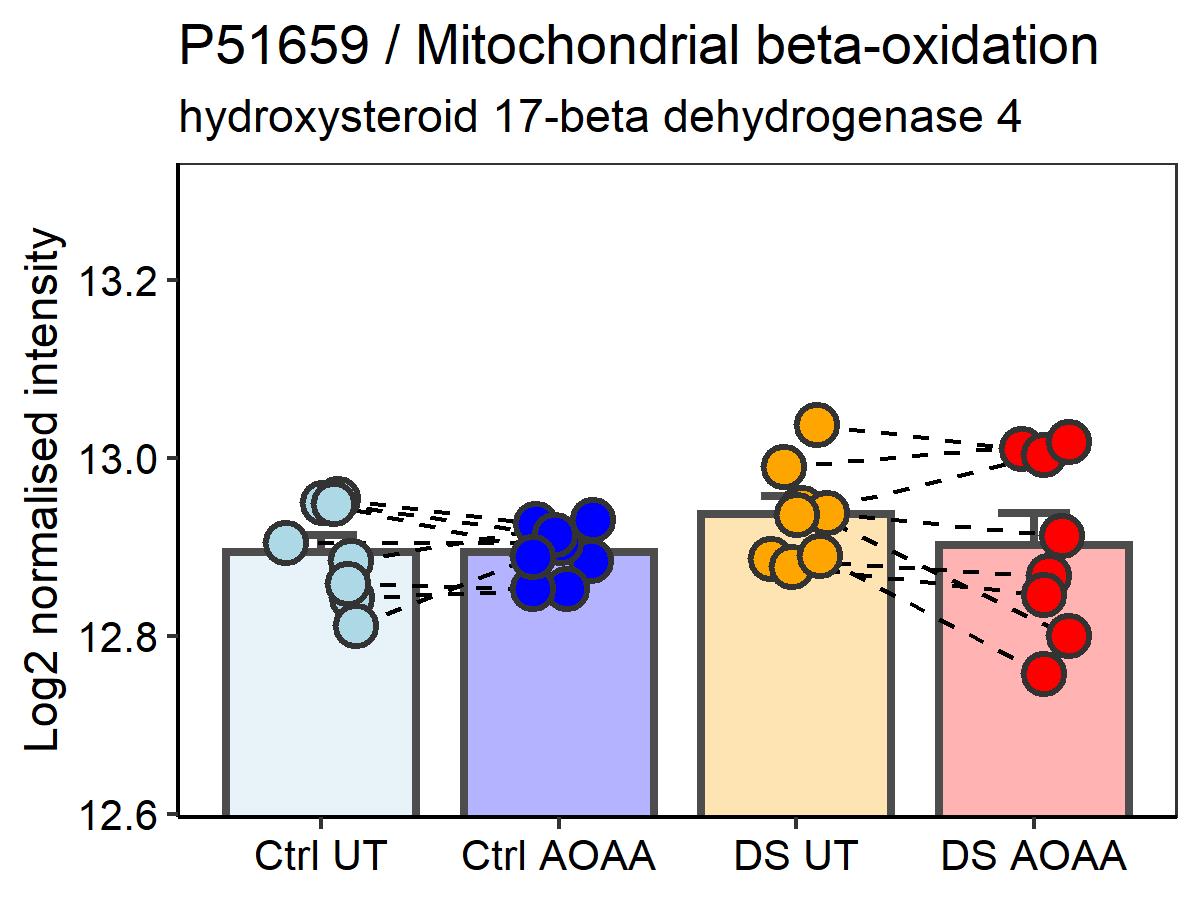 P51659 / Mitochondrial beta-oxidation
hydroxysteroid 17-beta dehydrogenase 4
Log2 normalised intensity
13.2
13.0
12.8
12.6
Ctrl UT
Ctrl AOAA
DS UT
DS AOAA